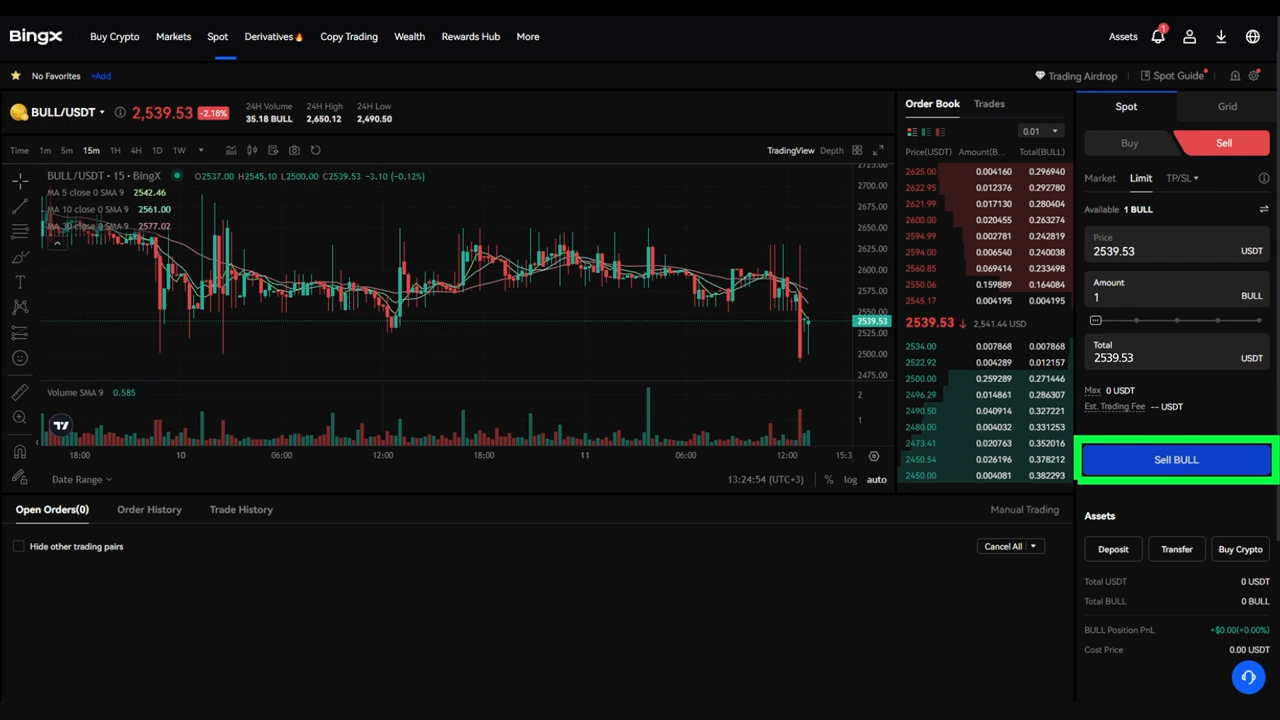 BingX Buy Crypto Markets Spot Derivatives Copy Trading Wealth Rewards Hub More Assets 1
No Favorites +Add Trading Airdrop Spot Guide
BULL/USDT 2,539.53 -2.18%
24H Volume 24H High 24H Low
35.18 BULL 2,650.12 2,490.50
Time 1m 5m 15m 1H 4H 1D 1W TradingView Depth
BULL/USDT · 15 · BingX O2537.00 H2545.10 L2500.00 C2539.53 -3.10 (-0.12%)
MA 5 close 0 SMA 9 2542.46
MA 10 close 0 SMA 9 2561.00
2577.02
2725.00
2700.00
2675.00
2650.00
2625.00
2600.00
2575.00
2550.00
2539.53
2500.00
2475.00
Volume SMA 9 0.585
2
1
18:00 10 06:00 12:00 18:00 11 06:00 12:00 15:3
Date Range 13:24:54 (UTC+3) % log auto
Order Book Trades
0.01
Price(USDT) Amount(B... Total(BULL)
2625.00 0.004160 0.296940
2622.95 0.012376 0.292780
2621.99 0.017130 0.280404
2600.00 0.020455 0.263274
2594.99 0.002781 0.242819
2594.00 0.006540 0.240038
2560.85 0.069414 0.233498
2550.06 0.159889 0.164084
2545.17 0.004195 0.004195
2539.53 ↓ 2,541.44 USD
2534.00 0.007868 0.007868
2522.92 0.004289 0.012157
2500.00 0.259289 0.271446
2496.29 0.014861 0.286307
2490.50 0.040914 0.327221
2480.00 0.004032 0.331253
2473.41 0.020763 0.352016
2450.54 0.026196 0.378212
2450.00 0.004081 0.382293
Spot Grid
Buy Sell
Market Limit TP/SL
Available 1 BULL
Price
2539.53 USDT
Amount
1 BULL
Total
2539.53 USDT
Max 0 USDT
Est. Trading Fee -- USDT
Sell BULL
Assets
Deposit Transfer Buy Crypto
Total USDT 0 USDT
Total BULL 0 BULL
BULL Position PnL +$0.00(+0.00%)
Cost Price 0.00 USDT
Open Orders(0) Order History Trade History Manual Trading
Hide other trading pairs Cancel All